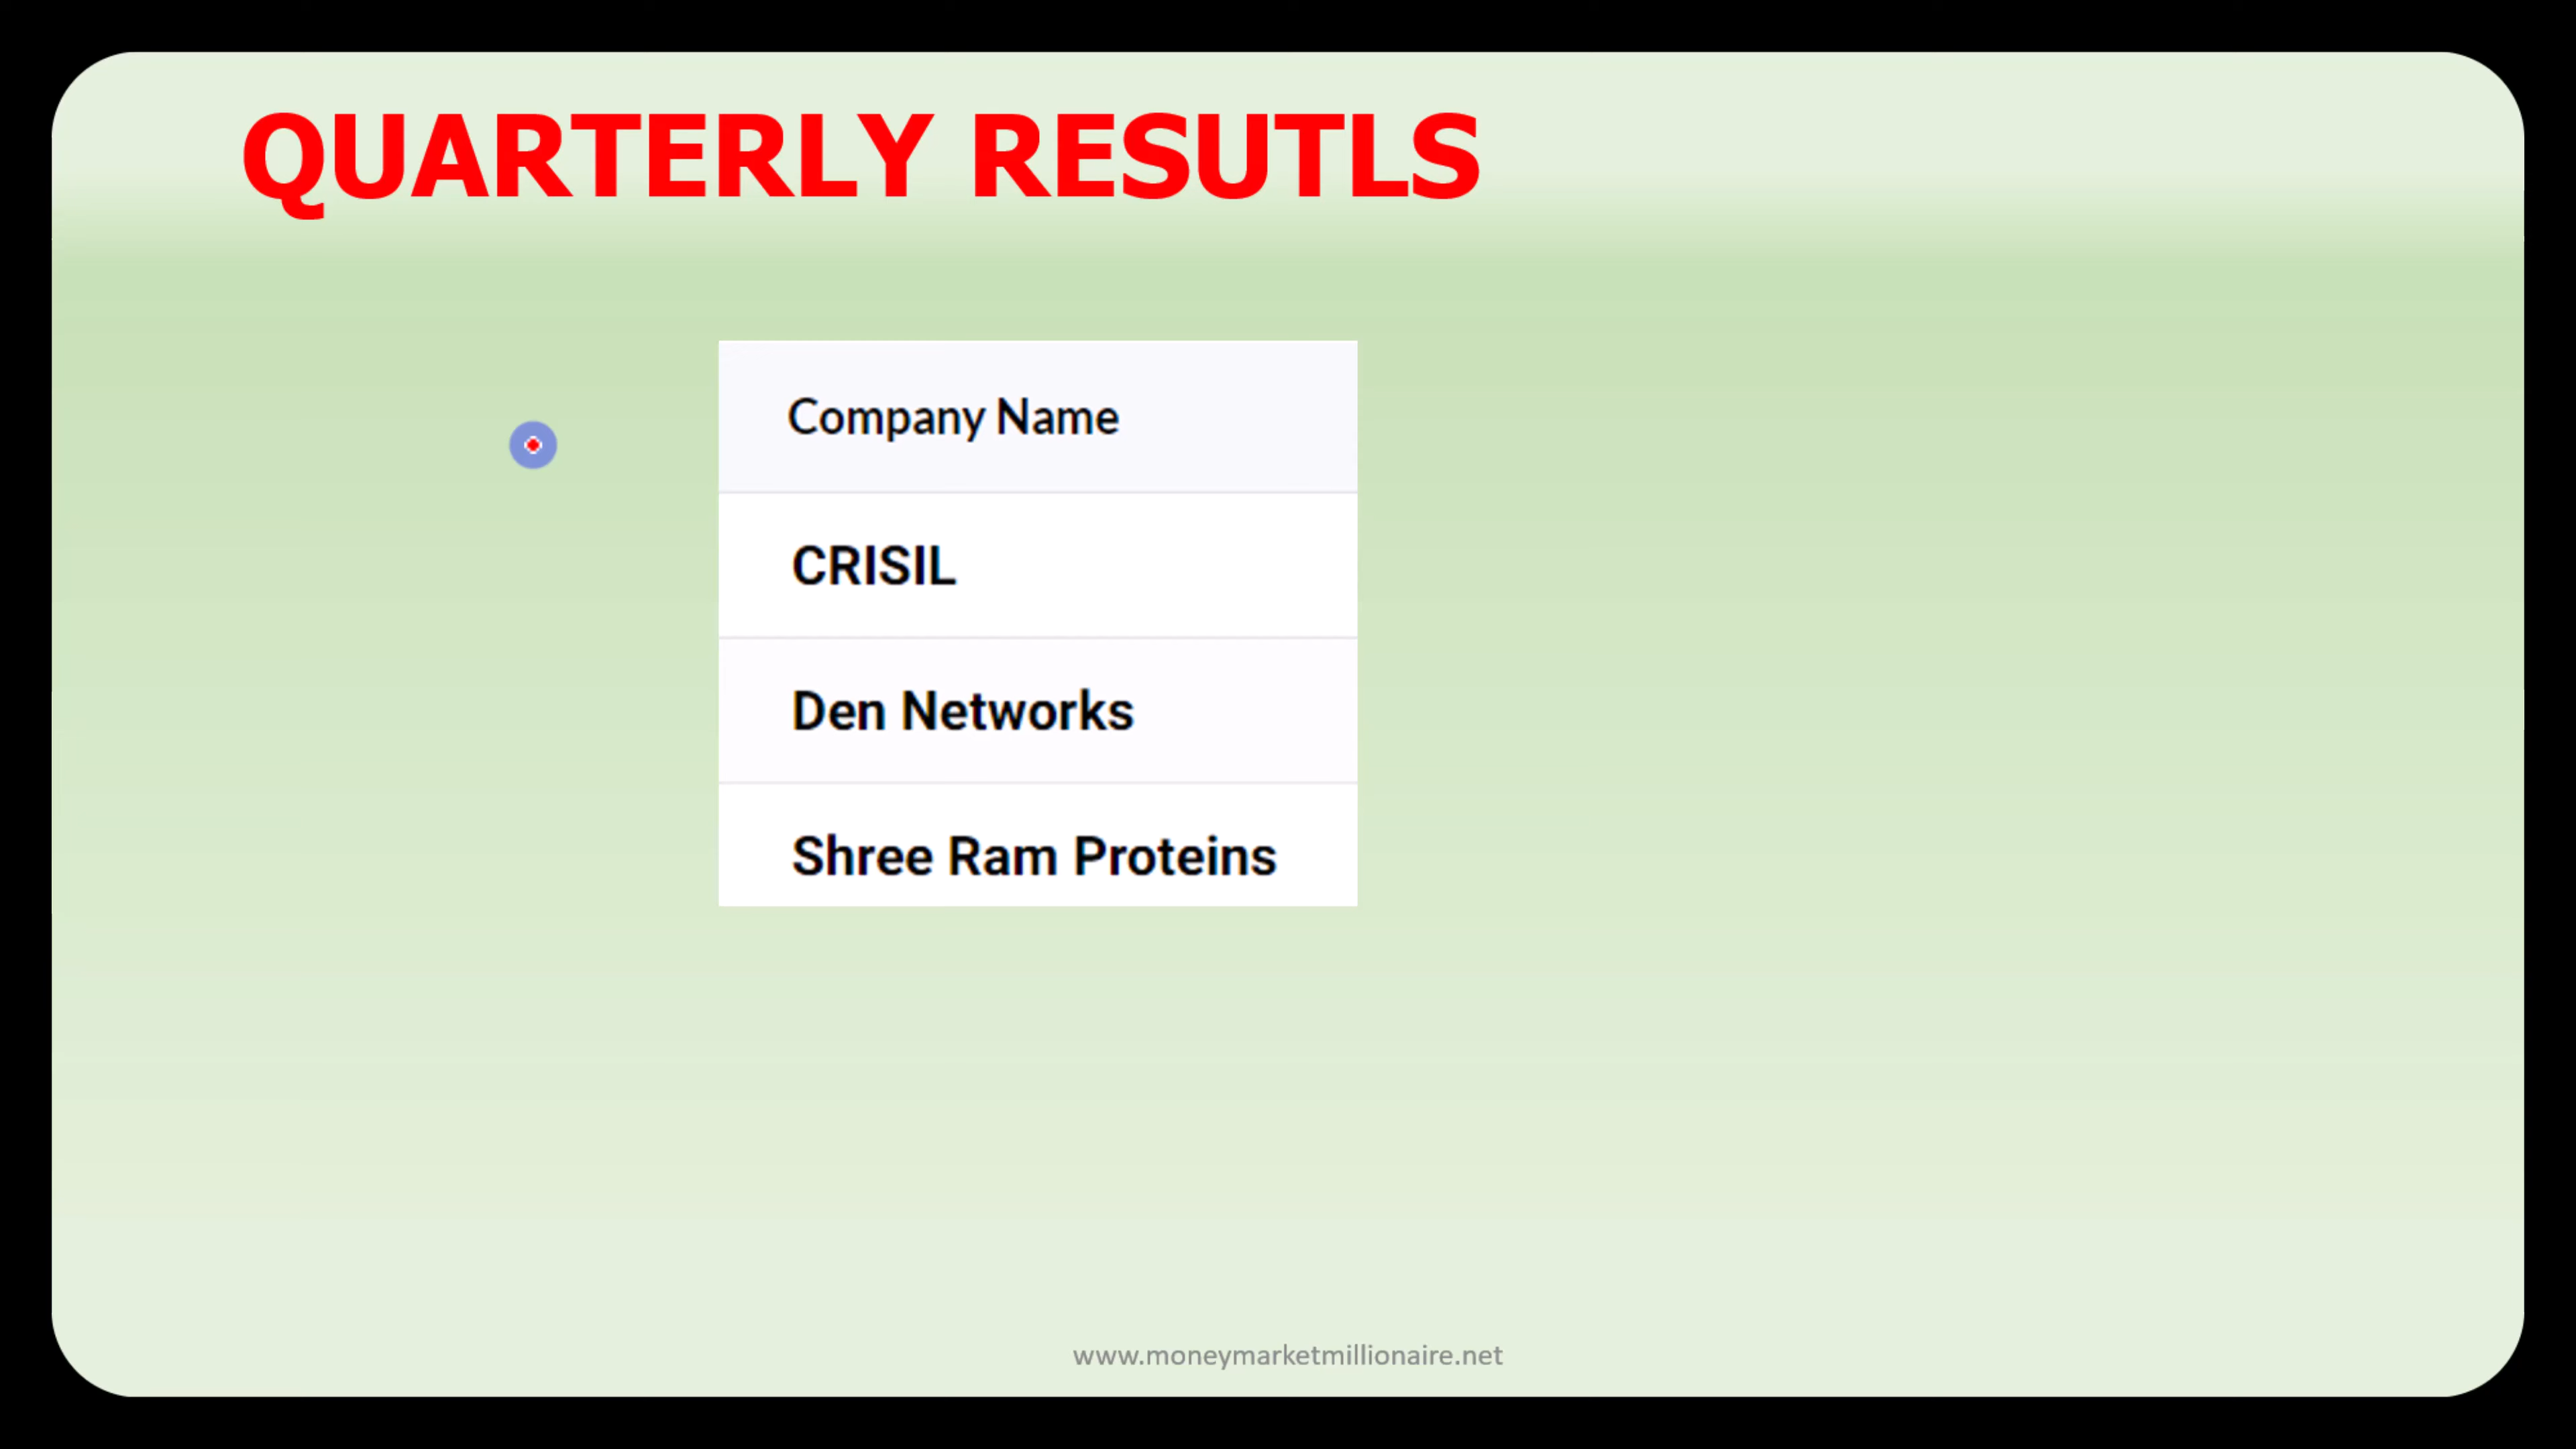 QUARTERLY RESUTLS
Company Name
CRISIL
Den Networks
Shree Ram Proteins
www.moneymarketmillionaire.net